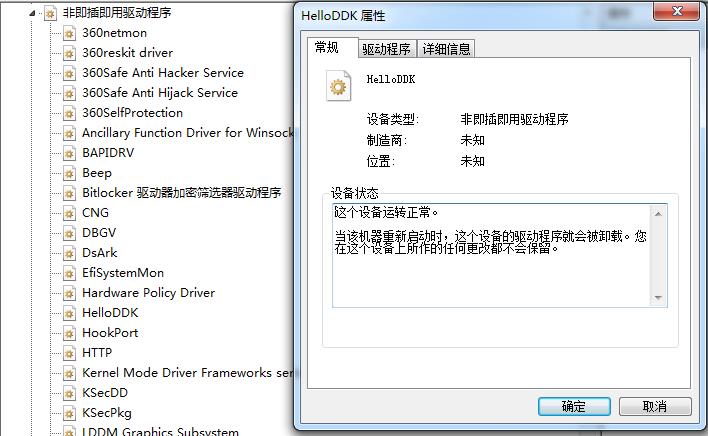 非即插即用驱动程序
360netmon
360reskit driver
360Safe Anti Hacker Service
360Safe Anti Hijack Service
360SelfProtection
Ancillary Function Driver for Winsock
BAPIDRV
Beep
Bitlocker 驱动器加密筛选器驱动程序
CNG
DBGV
DsArk
EfiSystemMon
Hardware Policy Driver
HelloDDK
HookPort
HTTP
Kernel Mode Driver Frameworks ser
KSecDD
KSecPkg
LDDM Graphics Subsystem
HelloDDK 属性
常规 驱动程序 详细信息
HelloDDK
设备类型: 非即插即用驱动程序
制造商: 未知
位置: 未知
设备状态
这个设备运转正常。
当该机器重新启动时，这个设备的驱动程序就会被卸载。您
在这个设备上所作的任何更改都不会保留。
确定 取消